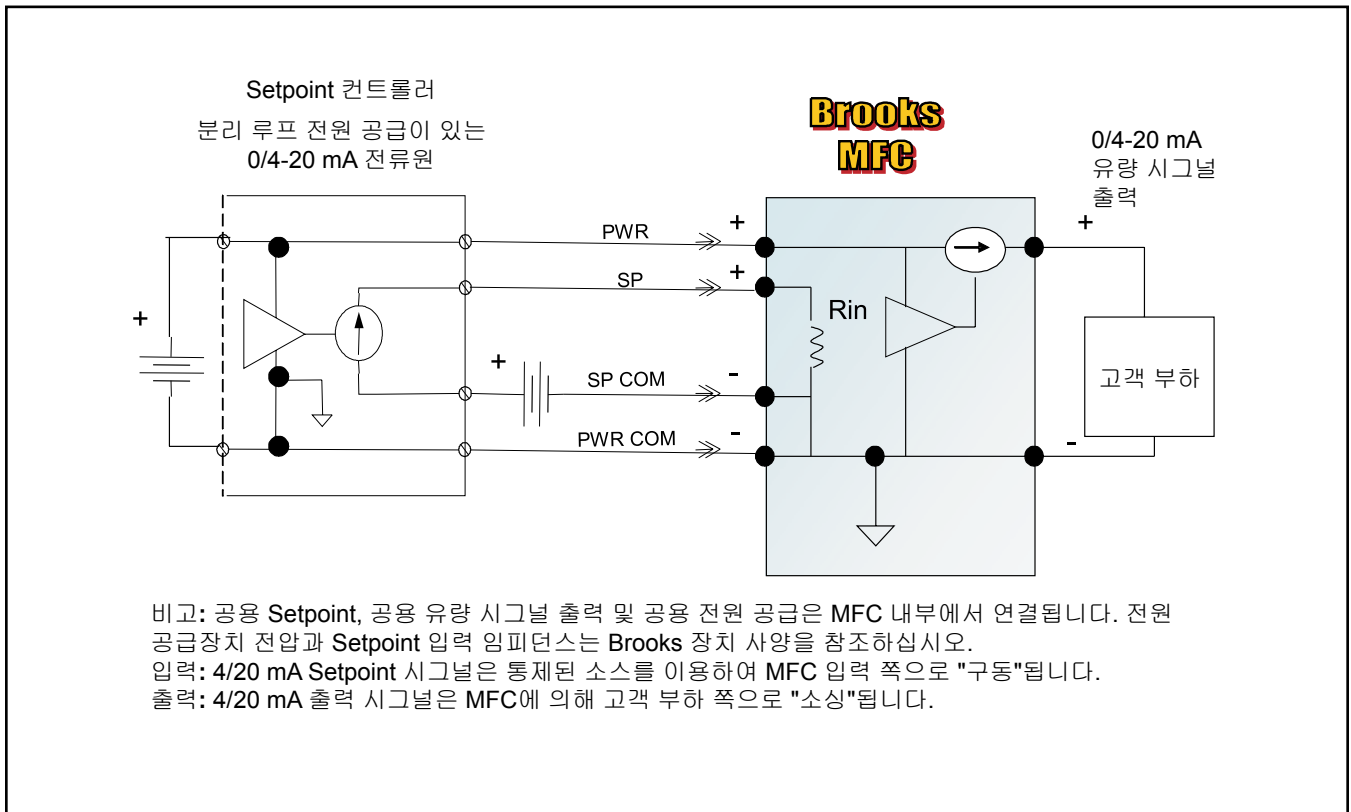 Setpoint 컨트롤러
분리 루프 전원 공급이 있는
0/4-20 mA 전류원
Brooks
MFC
0/4-20 mA
유량 시그널
출력
PWR
+
+
SP
+
+
Rin
+
SP COM
-
고객 부하
PWR COM
-
-
비고: 공용 Setpoint, 공용 유량 시그널 출력 및 공용 전원 공급은 MFC 내부에서 연결됩니다. 전원
공급장치 전압과 Setpoint 입력 임피던스는 Brooks 장치 사양을 참조하십시오.
입력: 4/20 mA Setpoint 시그널은 통제된 소스를 이용하여 MFC 입력 쪽으로 "구동"됩니다.
출력: 4/20 mA 출력 시그널은 MFC에 의해 고객 부하 쪽으로 "소싱"됩니다.